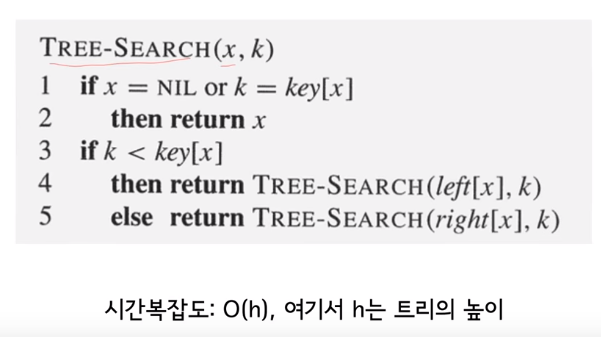 TREE-SEARCH(x, k)
1 if x = NIL or k = key[x]
2 then return x
3 if k < key[x]
4 then return TREE-SEARCH(left[x], k)
5 else return TREE-SEARCH(right[x], k)
시간복잡도: O(h), 여기서 h는 트리의 높이